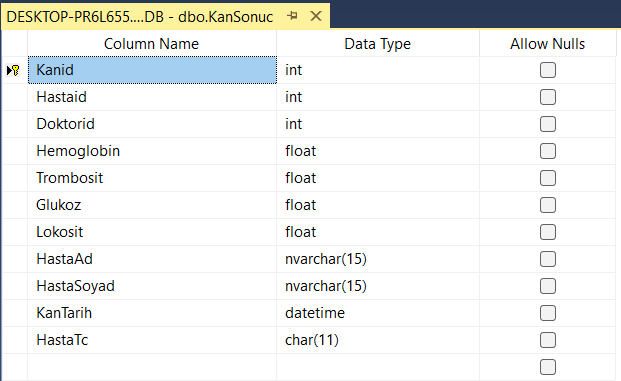 DESKTOP-PR6L655....DB - dbo.KanSonuc
Column Name Data Type Allow Nulls
Kanid int
Hastaid int
Doktorid int
Hemoglobin float
Trombosit float
Glukoz float
Lokosit float
HastaAd nvarchar(15)
HastaSoyad nvarchar(15)
KanTarih datetime
HastaTc char(11)